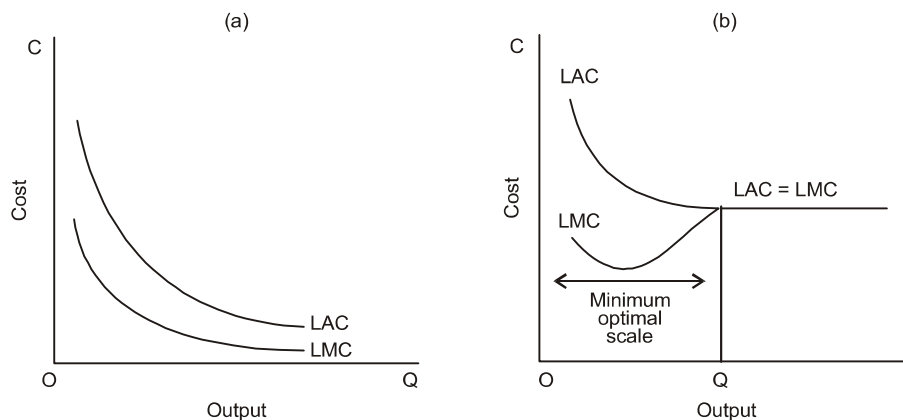 (a)
C
Cost
LAC
LMC
O
Q
Output
(b)
C
LAC
LAC = LMC
Cost
LMC
Minimum
optimal
scale
O
Q
Q
Output